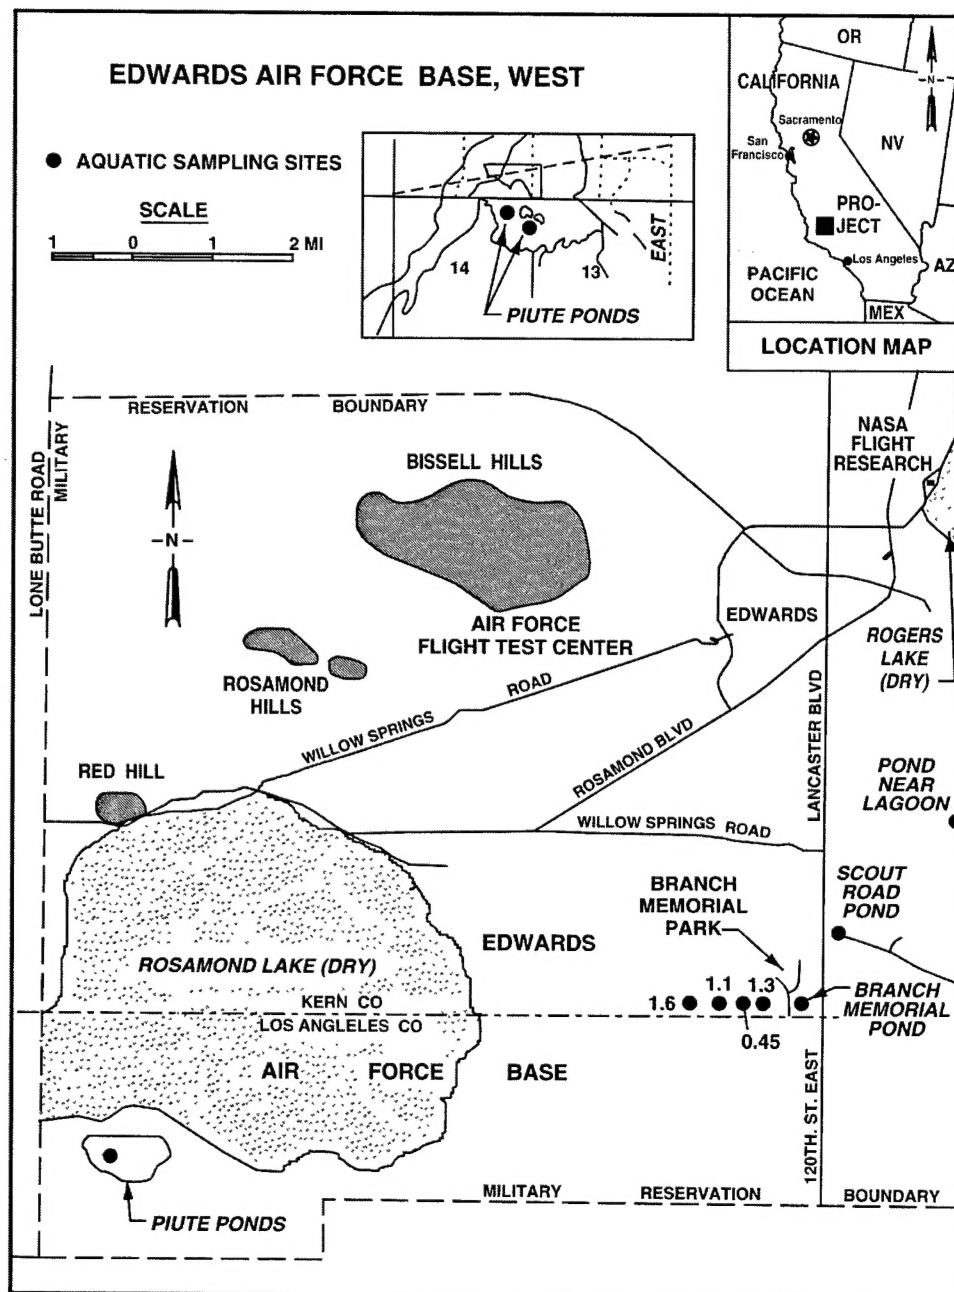 EDWARDS AIR FORCE BASE, WEST
AQUATIC SAMPLING SITES
SCALE
1 0 1 2 MI
14
13
EAST
PIUTE PONDS
OR
CALIFORNIA
N
Sacramento
San
Francisco
NV
PRO-
JECT
Los Angeles
PACIFIC
OCEAN
AZ
MEX
LOCATION MAP
RESERVATION BOUNDARY
LONE BUTTE ROAD
MILITARY
N
BISSELL HILLS
NASA
FLIGHT
RESEARCH
AIR FORCE
FLIGHT TEST CENTER
EDWARDS
ROSAMOND
HILLS
ROGERS
LAKE
(DRY)
WILLOW SPRINGS ROAD
ROSAMOND BLVD
LANCASTER BLVD
RED HILL
POND
NEAR
LAGOON
WILLOW SPRINGS ROAD
SCOUT
ROAD
POND
BRANCH
MEMORIAL
PARK
EDWARDS
ROSAMOND LAKE (DRY)
1.6
1.1
1.3
0.45
BRANCH
MEMORIAL
POND
KERN CO
LOS ANGLELES CO
AIR FORCE BASE
120TH. ST. EAST
PIUTE PONDS
MILITARY RESERVATION BOUNDARY